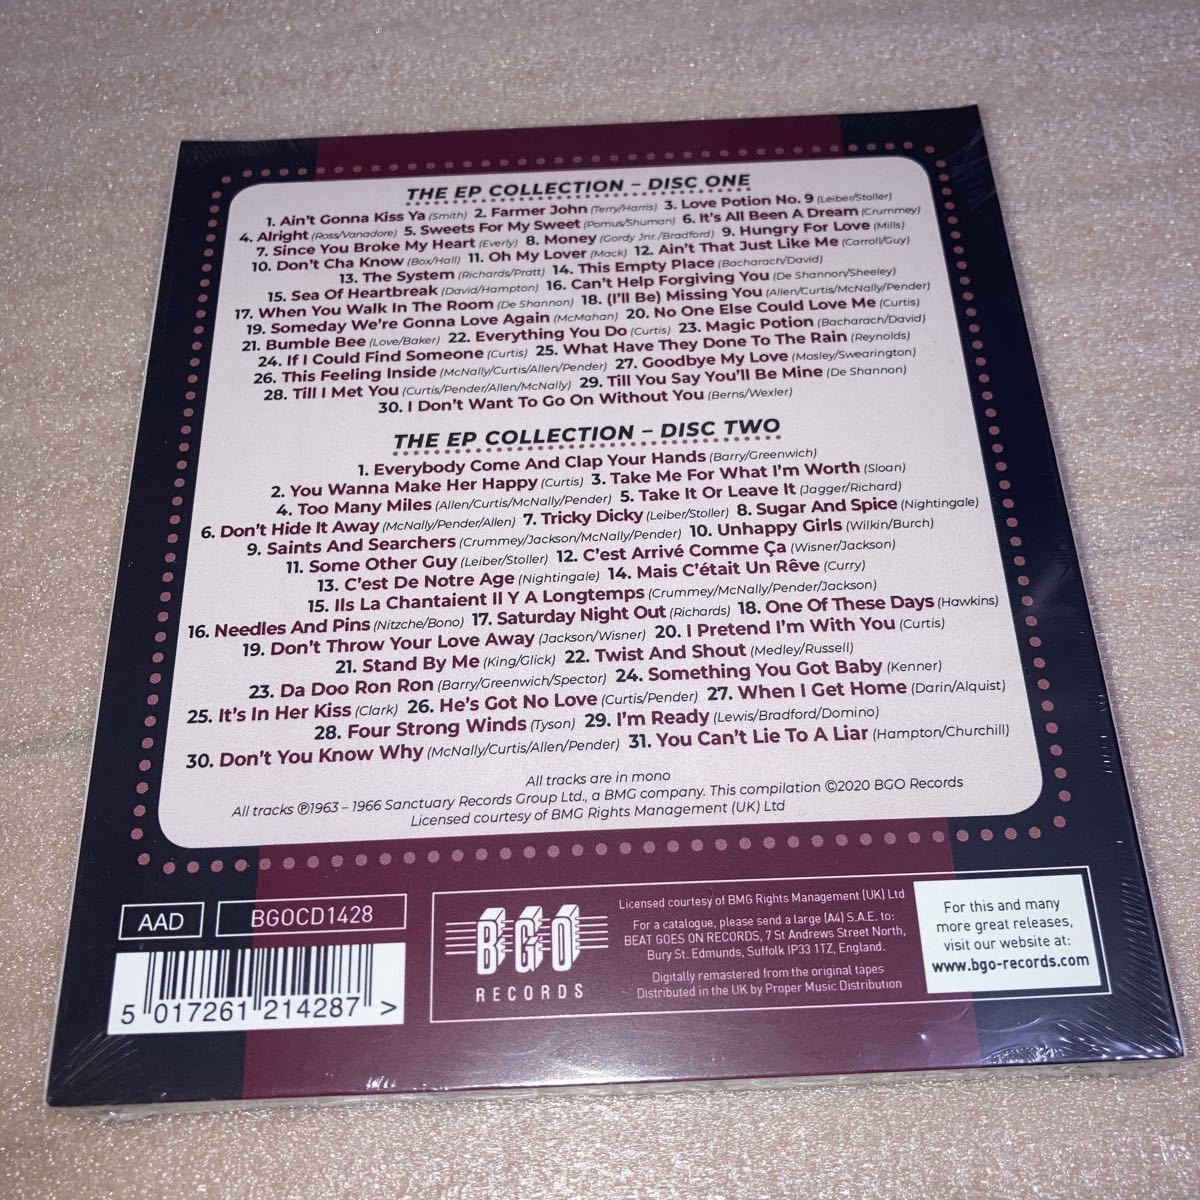 THE EP COLLECTION – DISC ONE
1. Ain't Gonna Kiss Ya (Smith) 2. Farmer John (Terry/Harris) 3. Love Potion No. 9 (Leiber/Stoller)
4. Alright (Ross/Vanadore) 5. Sweets For My Sweet (Pomus/Shuman) 6. It's All Been A Dream (Crummey)
7. Since You Broke My Heart (Everly) 8. Money (Gordy Jnr./Bradford) 9. Hungry For Love (Mills)
10. Don't Cha Know (Box/Hall) 11. Oh My Lover (Mack) 12. Ain't That Just Like Me (Carroll/Guy)
13. The System (Richards/Pratt) 14. This Empty Place (Bacharach/David)
15. Sea Of Heartbreak (David/Hampton) 16. Can't Help Forgiving You (De Shannon/Sheeley)
17. When You Walk In The Room (De Shannon) 18. (I'll Be) Missing You (Allen/Curtis/McNally/Pender)
19. Someday We're Gonna Love Again (McMahan) 20. No One Else Could Love Me (Curtis)
21. Bumble Bee (Love/Baker) 22. Everything You Do (Curtis) 23. Magic Potion (Bacharach/David)
24. If I Could Find Someone (Curtis) 25. What Have They Done To The Rain (Reynolds)
26. This Feeling Inside (McNally/Curtis/Allen/Pender) 27. Goodbye My Love (Mosley/Swearington)
28. Till I Met You (Curtis/Pender/Allen/McNally) 29. Till You Say You'll Be Mine (De Shannon)
30. I Don't Want To Go On Without You (Berns/Wexler)
THE EP COLLECTION – DISC TWO
1. Everybody Come And Clap Your Hands (Barry/Greenwich)
2. You Wanna Make Her Happy (Curtis) 3. Take Me For What I'm Worth (Sloan)
4. Too Many Miles (Allen/Curtis/McNally/Pender) 5. Take It Or Leave It (Jagger/Richard)
6. Don't Hide It Away (McNally/Pender/Allen) 7. Tricky Dicky (Leiber/Stoller) 8. Sugar And Spice (Nightingale)
9. Saints And Searchers (Crummey/Jackson/McNally/Pender) 10. Unhappy Girls (Wilkin/Burch)
11. Some Other Guy (Leiber/Stoller) 12. C'est Arrivé Comme Ça (Wisner/Jackson)
13. C'est De Notre Age (Nightingale) 14. Mais C'était Un Rêve (Curry)
15. Ils La Chantaient Il Y A Longtemps (Crummey/McNally/Pender/Jackson)
16. Needles And Pins (Nitzche/Bono) 17. Saturday Night Out (Richards) 18. One Of These Days (Hawkins)
19. Don't Throw Your Love Away (Jackson/Wisner) 20. I Pretend I'm With You (Curtis)
21. Stand By Me (King/Glick) 22. Twist And Shout (Medley/Russell)
23. Da Doo Ron Ron (Barry/Greenwich/Spector) 24. Something You Got Baby (Kenner)
25. It's In Her Kiss (Clark) 26. He's Got No Love (Curtis/Pender) 27. When I Get Home (Darin/Alquist)
28. Four Strong Winds (Tyson) 29. I'm Ready (Lewis/Bradford/Domino)
30. Don't You Know Why (McNally/Curtis/Allen/Pender) 31. You Can't Lie To A Liar (Hampton/Churchill)
All tracks are in mono
All tracks ℗1963 – 1966 Sanctuary Records Group Ltd., a BMG company. This compilation ©2020 BGO Records
Licensed courtesy of BMG Rights Management (UK) Ltd
AAD
BGOCD1428
5 017261 214287 >
BGO
RECORDS
Licensed courtesy of BMG Rights Management (UK) Ltd
For a catalogue, please send a large (A4) S.A.E. to:
BEAT GOES ON RECORDS, 7 St Andrews Street North,
Bury St. Edmunds, Suffolk IP33 1TZ, England.
Digitally remastered from the original tapes
Distributed in the UK by Proper Music Distribution
For this and many
more great releases,
visit our website at:
www.bgo-records.com